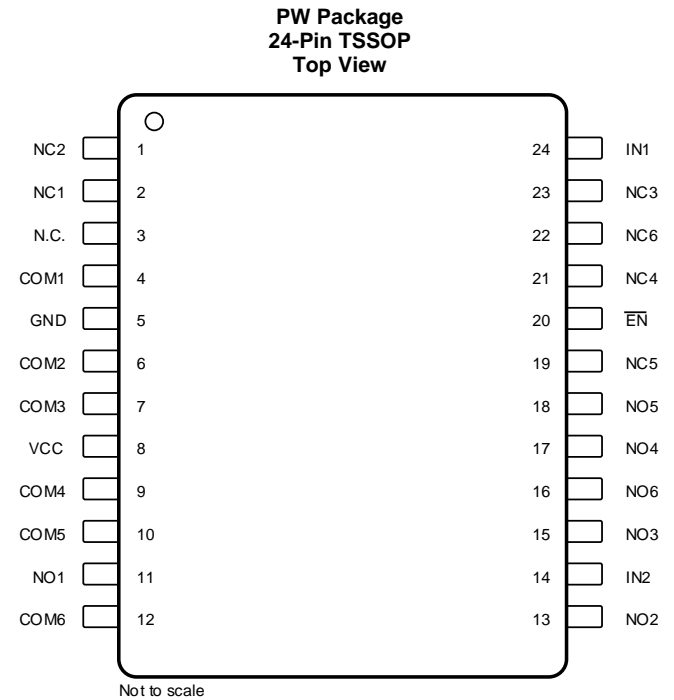 PW Package
24-Pin TSSOP
Top View
NC2 1 24 IN1
NC1 2 23 NC3
N.C. 3 22 NC6
COM1 4 21 NC4
GND 5 20 E̅N̅
COM2 6 19 NC5
COM3 7 18 NO5
VCC 8 17 NO4
COM4 9 16 NO6
COM5 10 15 NO3
NO1 11 14 IN2
COM6 12 13 NO2
Not to scale